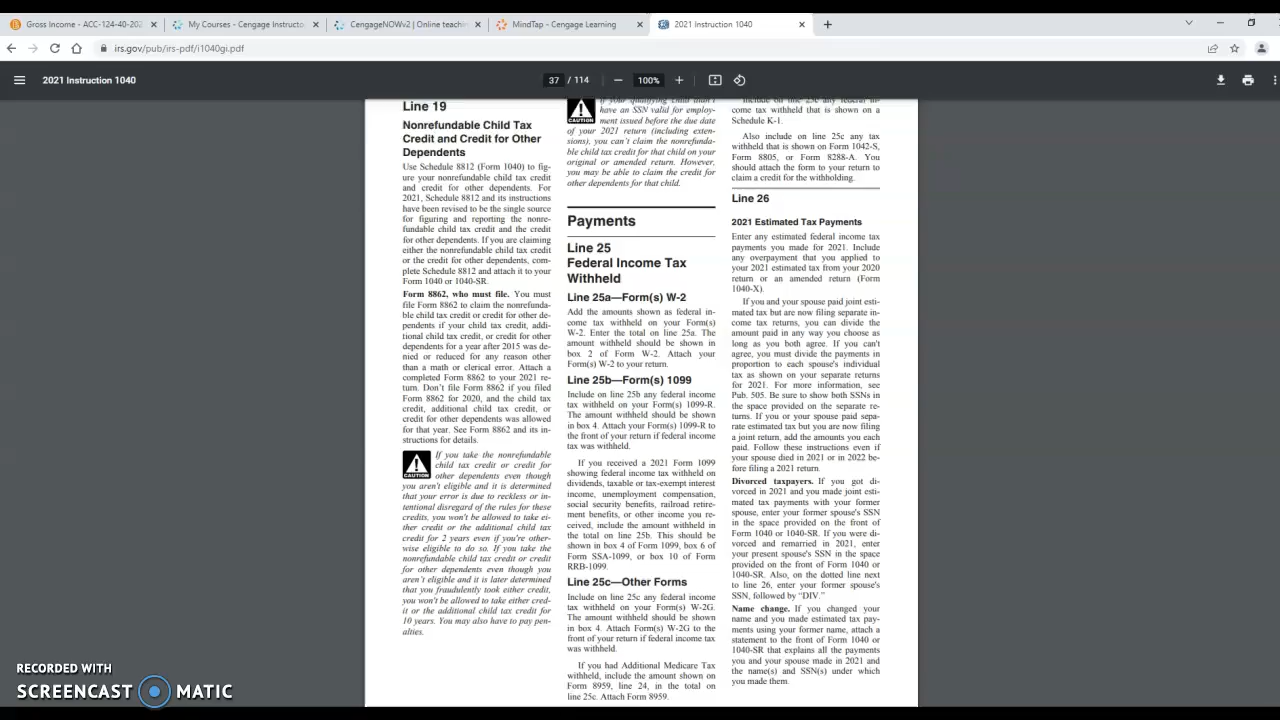 Gross Income - ACC-124-40-202
My Courses - Cengage Instructo
CengageNOWv2 | Online teachin
MindTap - Cengage Learning
2021 Instruction 1040
irs.gov/pub/irs-pdf/i1040gi.pdf
2021 Instruction 1040
37 / 114
100%
Line 19
Nonrefundable Child Tax
Credit and Credit for Other
Dependents
Use Schedule 8812 (Form 1040) to fig-
ure your nonrefundable child tax credit
and credit for other dependents. For
2021, Schedule 8812 and its instructions
have been revised to be the single source
for figuring and reporting the nonre-
fundable child tax credit and the credit
for other dependents. If you are claiming
either the nonrefundable child tax credit
or the credit for other dependents, com-
plete Schedule 8812 and attach it to your
Form 1040 or 1040-SR.
Form 8862, who must file. You must
file Form 8862 to claim the nonrefunda-
ble child tax credit or credit for other de-
pendents if your child tax credit, addi-
tional child tax credit, or credit for other
dependents for a year after 2015 was de-
nied or reduced for any reason other
than a math or clerical error. Attach a
completed Form 8862 to your 2021 re-
turn. Don't file Form 8862 if you filed
Form 8862 for 2020, and the child tax
credit, additional child tax credit, or
credit for other dependents was allowed
for that year. See Form 8862 and its in-
structions for details.
CAUTION
If you take the nonrefundable
child tax credit or credit for
other dependents even though
you aren't eligible and it is determined
that your error is due to reckless or in-
tentional disregard of the rules for these
credits, you won't be allowed to take ei-
ther credit or the additional child tax
credit for 2 years even if you're other-
wise eligible to do so. If you take the
nonrefundable child tax credit or credit
for other dependents even though you
aren't eligible and it is later determined
that you fraudulently took either credit,
you won't be allowed to take either cred-
it or the additional child tax credit for
10 years. You may also have to pay pen-
alties.
If your qualifying child didn't
CAUTION
have an SSN valid for employ-
ment issued before the due date
of your 2021 return (including exten-
sions), you can't claim the nonrefunda-
ble child tax credit for that child on your
original or amended return. However,
you may be able to claim the credit for
other dependents for that child.
Payments
Line 25
Federal Income Tax
Withheld
Line 25a—Form(s) W-2
Add the amounts shown as federal in-
come tax withheld on your Form(s)
W-2. Enter the total on line 25a. The
amount withheld should be shown in
box 2 of Form W-2. Attach your
Form(s) W-2 to your return.
Line 25b—Form(s) 1099
Include on line 25b any federal income
tax withheld on your Form(s) 1099-R.
The amount withheld should be shown
in box 4. Attach your Form(s) 1099-R to
the front of your return if federal income
tax was withheld.
If you received a 2021 Form 1099
showing federal income tax withheld on
dividends, taxable or tax-exempt interest
income, unemployment compensation,
social security benefits, railroad retire-
ment benefits, or other income you re-
ceived, include the amount withheld in
the total on line 25b. This should be
shown in box 4 of Form 1099, box 6 of
Form SSA-1099, or box 10 of Form
RRB-1099.
Line 25c—Other Forms
Include on line 25c any federal income
tax withheld on your Form(s) W-2G.
The amount withheld should be shown
in box 4. Attach Form(s) W-2G to the
front of your return if federal income tax
was withheld.
If you had Additional Medicare Tax
withheld, include the amount shown on
Form 8959, line 24, in the total on
line 25c. Attach Form 8959.
Include on line 25c any federal in-
come tax withheld that is shown on a
Schedule K-1.
Also include on line 25c any tax
withheld that is shown on Form 1042-S,
Form 8805, or Form 8288-A. You
should attach the form to your return to
claim a credit for the withholding.
Line 26
2021 Estimated Tax Payments
Enter any estimated federal income tax
payments you made for 2021. Include
any overpayment that you applied to
your 2021 estimated tax from your 2020
return or an amended return (Form
1040-X).
If you and your spouse paid joint esti-
mated tax but are now filing separate in-
come tax returns, you can divide the
amount paid in any way you choose as
long as you both agree. If you can't
agree, you must divide the payments in
proportion to each spouse's individual
tax as shown on your separate returns
for 2021. For more information, see
Pub. 505. Be sure to show both SSNs in
the space provided on the separate re-
turns. If you or your spouse paid sepa-
rate estimated tax but you are now filing
a joint return, add the amounts you each
paid. Follow these instructions even if
your spouse died in 2021 or in 2022 be-
fore filing a 2021 return.
Divorced taxpayers. If you got di-
vorced in 2021 and you made joint esti-
mated tax payments with your former
spouse, enter your former spouse's SSN
in the space provided on the front of
Form 1040 or 1040-SR. If you were di-
vorced and remarried in 2021, enter
your present spouse's SSN in the space
provided on the front of Form 1040 or
1040-SR. Also, on the dotted line next
to line 26, enter your former spouse's
SSN, followed by “DIV.”
Name change. If you changed your
name and you made estimated tax pay-
ments using your former name, attach a
statement to the front of Form 1040 or
1040-SR that explains all the payments
you and your spouse made in 2021 and
the name(s) and SSN(s) under which
you made them.
RECORDED WITH
SCREENCAST MATIC